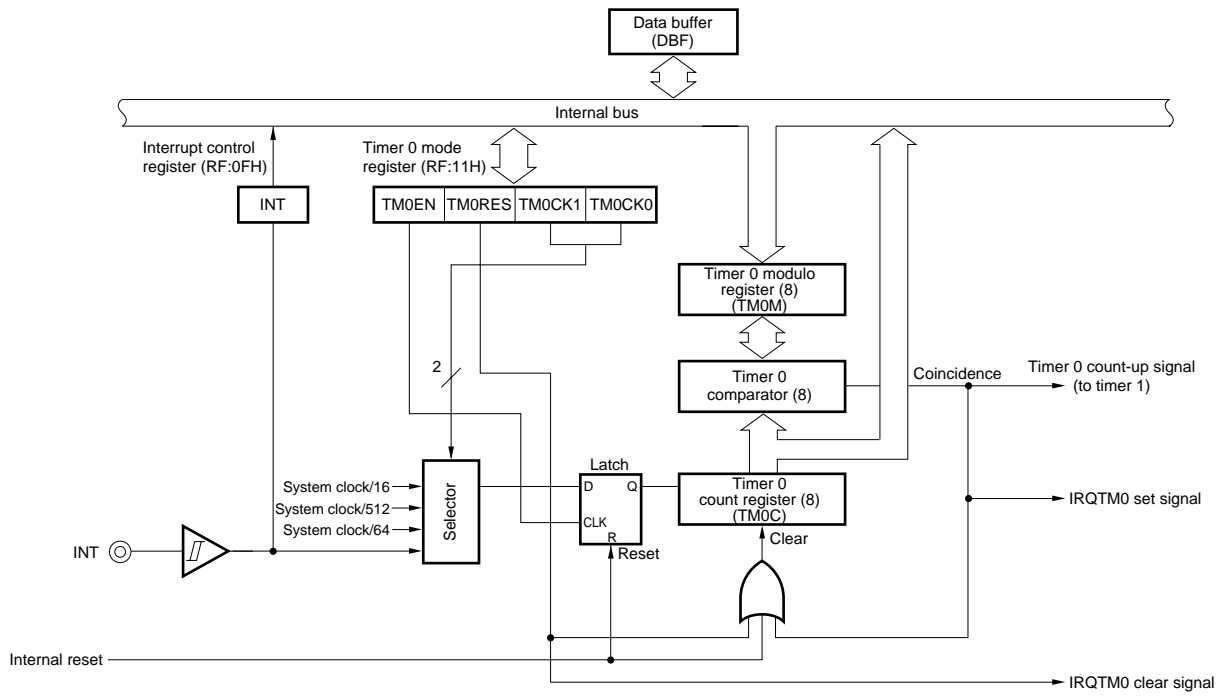 Data buffer
(DBF)
Internal bus
Interrupt control
register (RF:0FH)
Timer 0 mode
register (RF:11H)
INT
TM0EN
TM0RES
TM0CK1
TM0CK0
Timer 0 modulo
register (8)
(TM0M)
2
Timer 0
comparator (8)
Coincidence
Timer 0 count-up signal
(to timer 1)
Latch
System clock/16
System clock/512
System clock/64
Selector
D
Q
CLK
R
Reset
Timer 0
count register (8)
(TM0C)
IRQTM0 set signal
Clear
INT
Internal reset
IRQTM0 clear signal